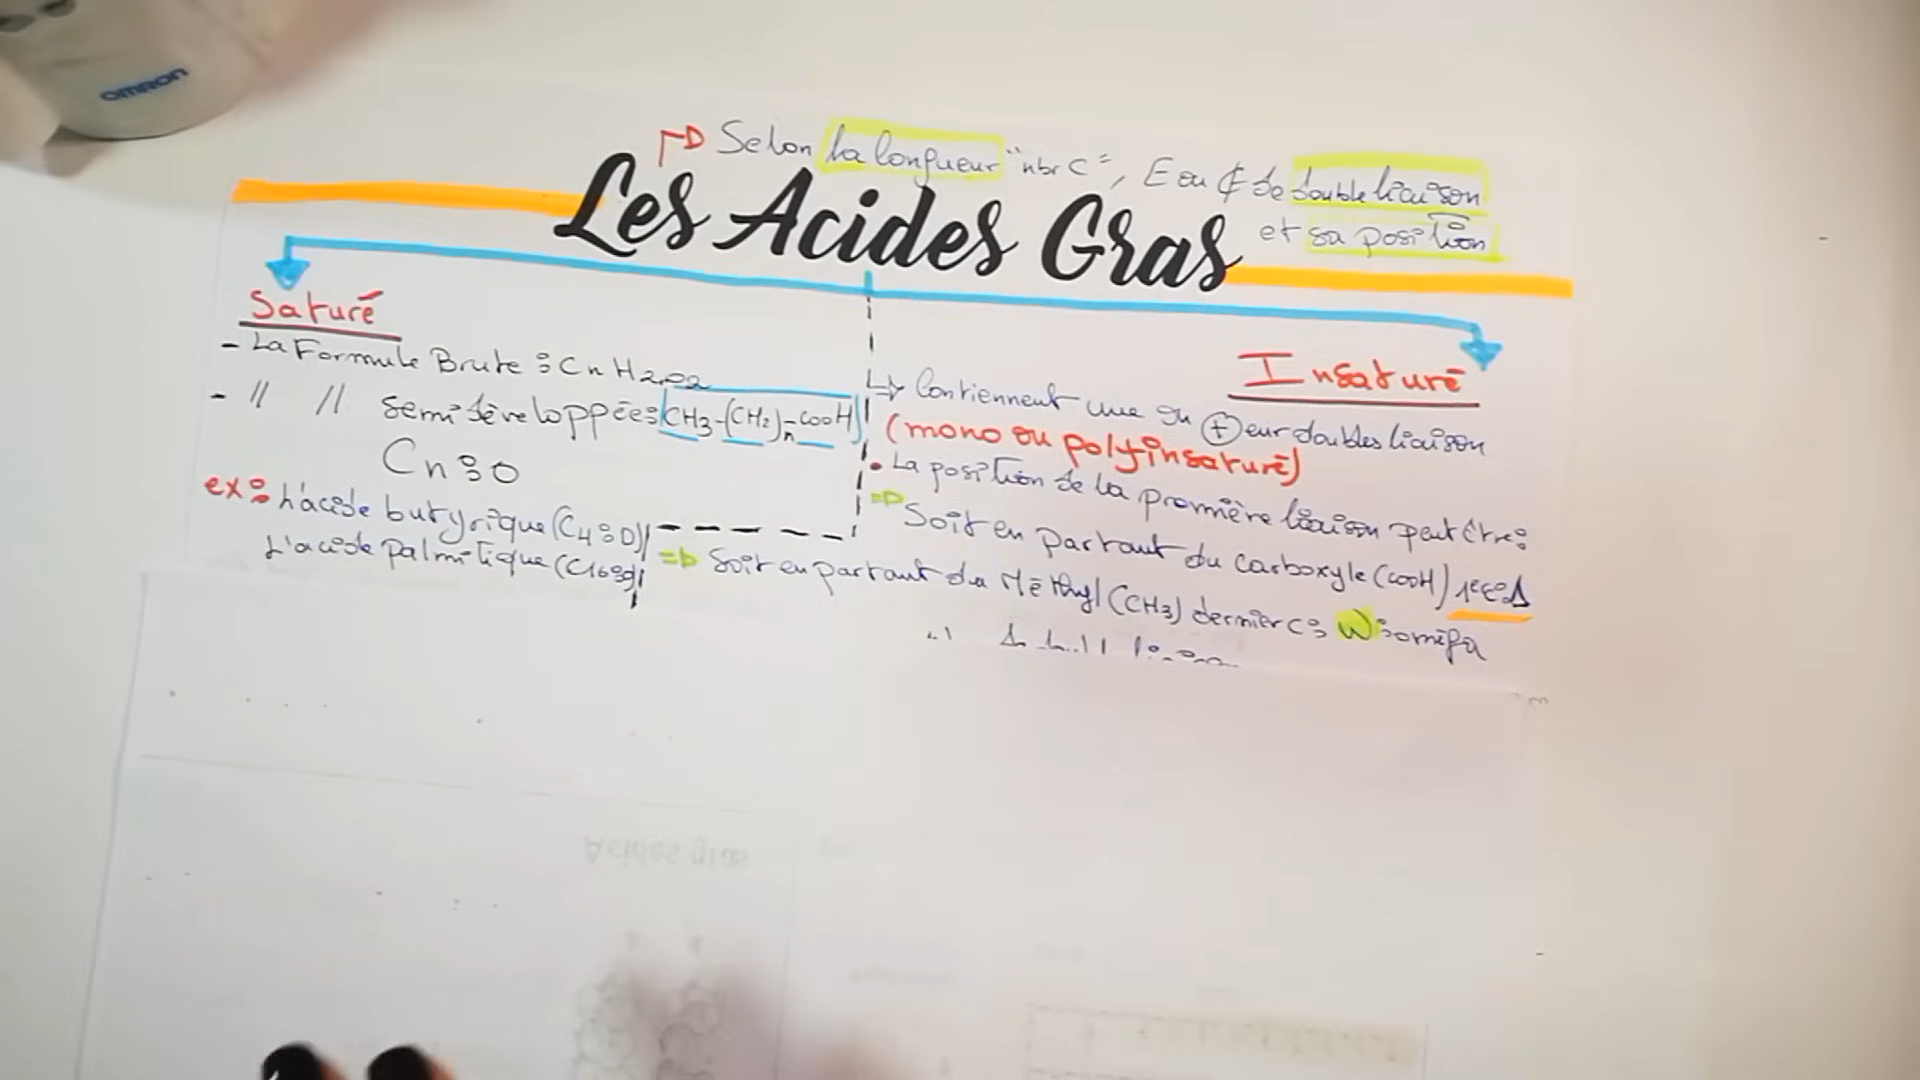 OMRON
Selon la longueur "nbr C", E ou ∉ de double liaison
et sa position
Les Acides Gras
Saturé
- La Formule Brute : CnH2nO2
- // // semi développée : CH3-(CH2)n-COOH
Cn:0
ex: L'acide butyrique (C4:0)
L'acide palmitique (C16:0)
Insaturé
Contiennent une ou ⊕eur doubles liaison
(mono ou polyinsaturé)
• La position de la première liaison peut être:
=> Soit en partant du carboxyle (COOH) 1er C: Δ
=> Soit en partant du Méthyl (CH3) dernier C: W: oméga